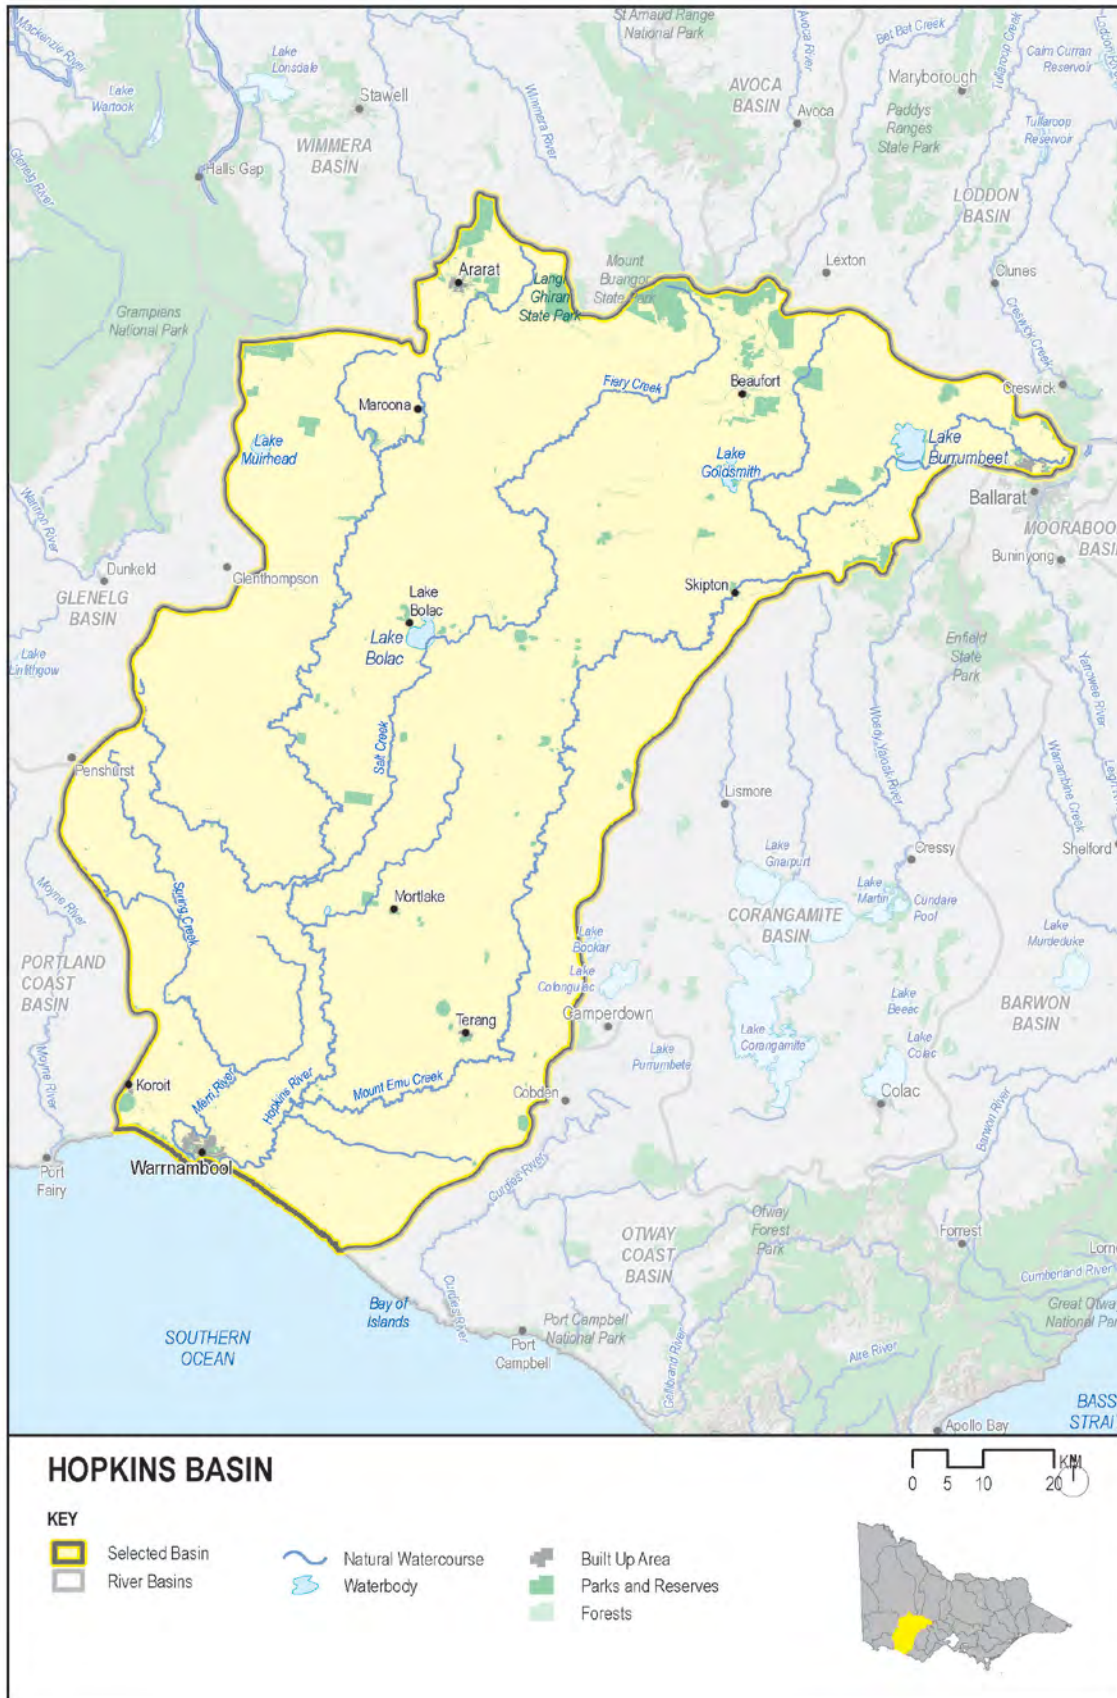 St Arnaud Range
National Park
Mackenzie River
Lake
Lonsdale
Lake
Wartook
Stawell
WIMMERA
BASIN
Wimmera River
Avoca River
AVOCA
BASIN
Avoca
Bet Bet Creek
Maryborough
Paddys
Ranges
State Park
Tullaroop Creek
Cairn Curran
Reservoir
Tullaroop
Reservoir
Glenelg River
Halls Gap
LODDON
BASIN
Ararat
Langi
Ghiran
State Park
Mount
Buangor
State Park
Lexton
Clunes
Creswick Creek
Creswick
Grampians
National Park
Fiery Creek
Beaufort
Maroona
Lake
Muirhead
Lake
Goldsmith
Lake
Burrumbeet
Ballarat
MOORABOOL
BASIN
Buninyong
Wannon River
Dunkeld
Glenthompson
GLENELG
BASIN
Lake
Linlithgow
Skipton
Lake
Bolac
Lake
Bolac
Enfield
State
Park
Yarrowee River
Woady Yaloak River
Warrambine Creek
Salt Creek
Penshurst
Lismore
Lake
Gnarpurt
Cressy
Shelford
Moyne River
Spring Creek
Mortlake
Lake
Martin
Cundare
Pool
CORANGAMITE
BASIN
Lake
Bookar
Lake
Murdeduke
PORTLAND
COAST
BASIN
Lake
Colongulac
Lake
Beeac
BARWON
BASIN
Terang
Camperdown
Lake
Corangamite
Lake
Colac
Moyne River
Koroit
Merri River
Hopkins River
Mount Emu Creek
Lake
Purrumbete
Cobden
Colac
Barwon River
Warrnambool
Port
Fairy
Curdies River
OTWAY
COAST
BASIN
Otway
Forest
Park
Forrest
Lorne
Cumberland River
Bay of
Islands
Curdies River
Port Campbell
National Park
Great Otway
National Park
SOUTHERN
OCEAN
Port
Campbell
Gellibrand River
Aire River
Apollo Bay
BASS
STRAIT
HOPKINS BASIN
KM
N
0 5 10 20
KEY
Selected Basin
River Basins
Natural Watercourse
Waterbody
Built Up Area
Parks and Reserves
Forests